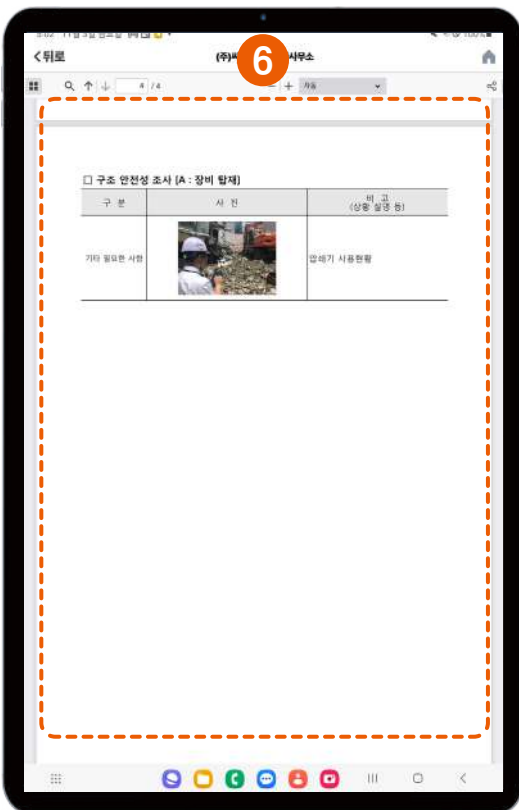 뒤로
6
사무소
4 / 4
자동
□ 구조 안전성 조사 [A : 장비 탑재]
구 분 사 진 비 고
(상황 설명 등)
기타 필요한 사항 압쇄기 사용현황